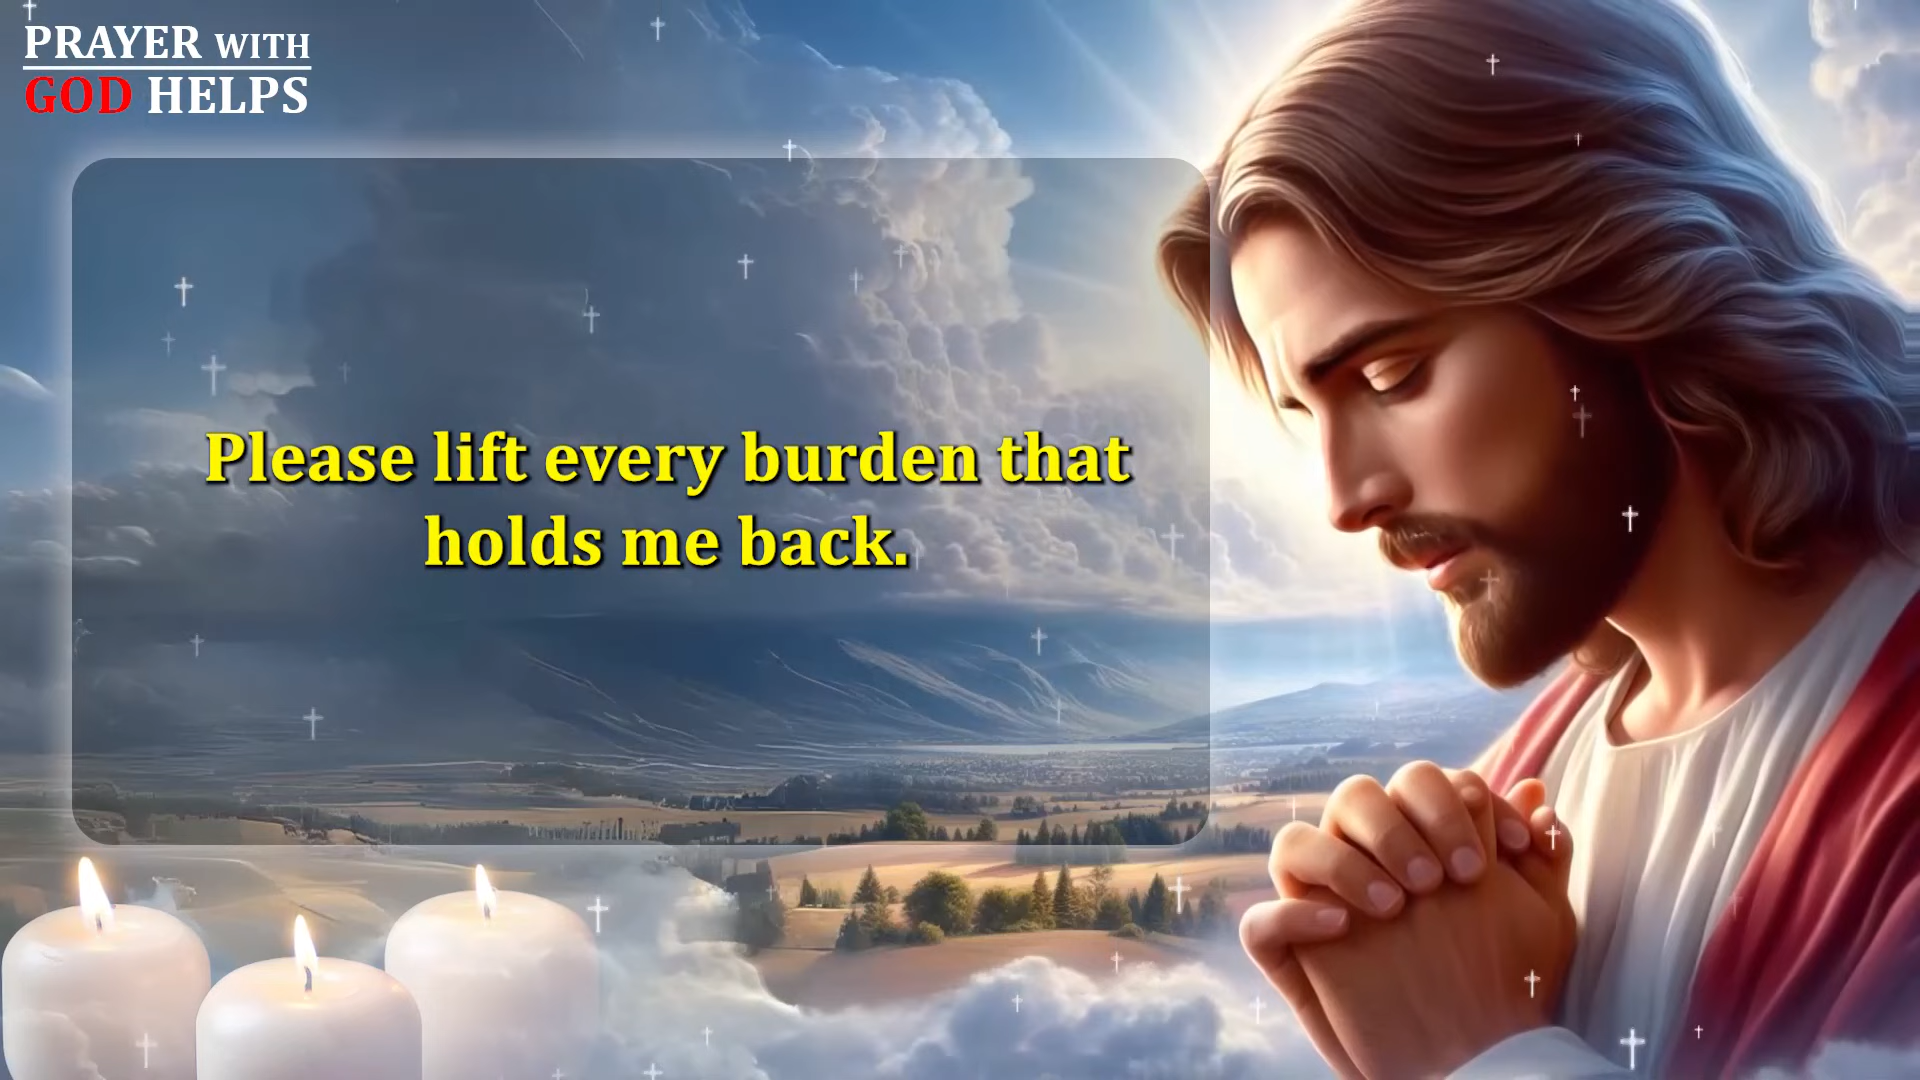 PRAYER WITH
GOD HELPS
Please lift every burden that
holds me back.